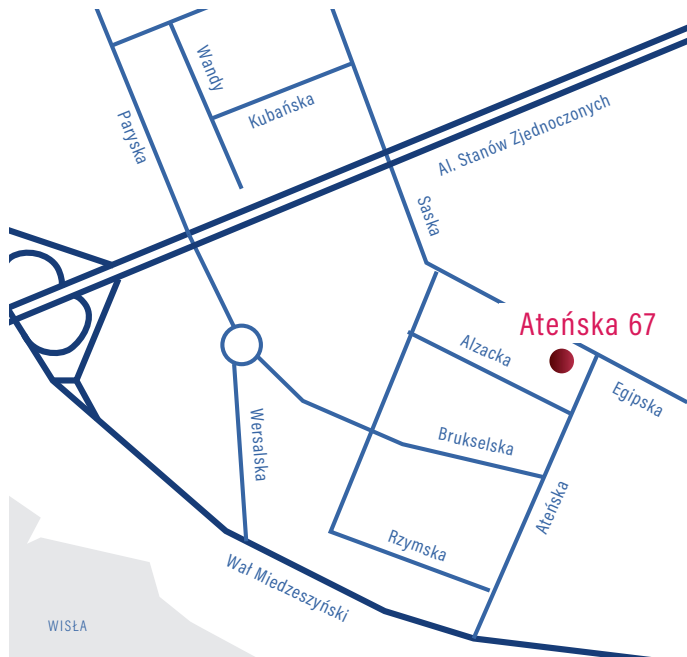 Wandy
Kubańska
Paryska
Al. Stanów Zjednoczonych
Saska
Ateńska 67
Alzacka
Egipska
Brukselska
Wersalska
Ateńska
Rzymska
Wał Miedzeszyński
WISŁA